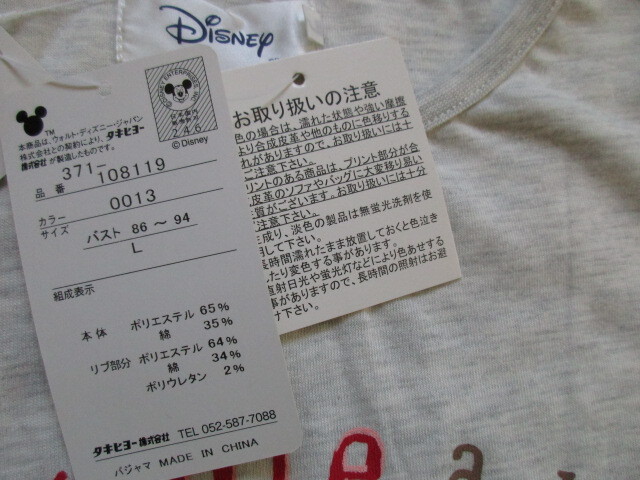 Disney
TM
本商品は、ウォルト・ディズニー・ジャパン
株式会社との契約により、タキヒヨー
株式会社が製造したものです。
246
©Disney
品番 371-108119
カラー 0013
サイズ バスト 86 ～ 94
L
組成表示
本体 ポリエステル 65%
綿 35%
リブ部分 ポリエステル 64%
綿 34%
ポリウレタン 2%
タキヒヨー株式会社 TEL 052-587-7088
パジャマ MADE IN CHINA
お取り扱いの注意
色の場合は、濡れた状態や強い摩擦
より合成皮革や他のものに色移りする
れがありますので、お取り扱いには十
ご注意下さい。
プリントのある商品は、プリント部分が合
皮革のソファやバッグに大変移り易い
質がございます。お取り扱いには十分
ご注意下さい。
生成り、淡色の製品は無蛍光洗剤を使
用して下さい。
長時間濡れたまま放置しておくと色泣き
たり変色する事があります。
直射日光や蛍光灯などにより色あせする
事がありますので、長時間の照射はお避
け下さい。